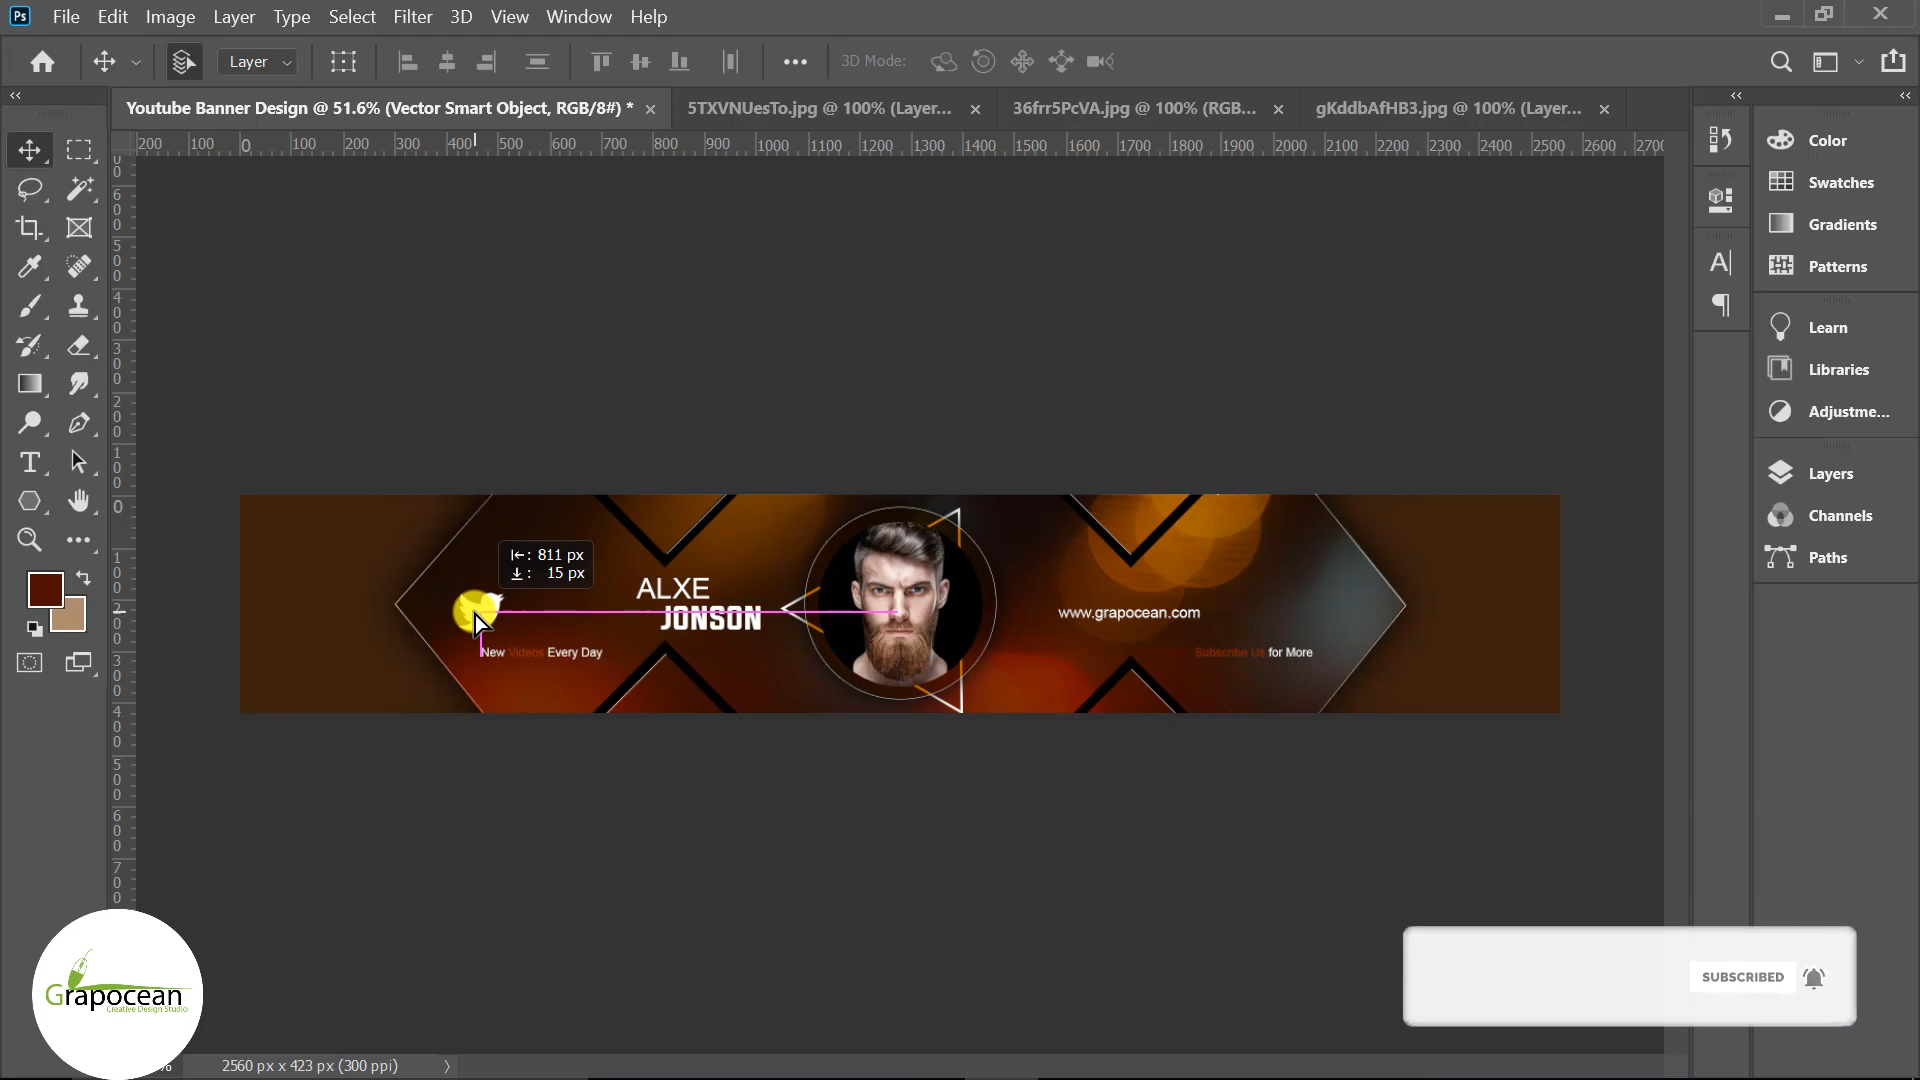 Ps File Edit Image Layer Type Select Filter 3D View Window Help
Layer 3D Mode:
Youtube Banner Design @ 51.6% (Vector Smart Object, RGB/8#) * 5TXVNUesTo.jpg @ 100% (Layer... 36frr5PcVA.jpg @ 100% (RGB... gKddbAfHB3.jpg @ 100% (Layer...
200 100 0 100 200 300 400 500 600 700 800 900 1000 1100 1200 1300 1400 1500 1600 1700 1800 1900 2000 2100 2200 2300 2400 2500 2600 2700
Color
Swatches
Gradients
Patterns
Learn
Libraries
Adjustme...
Layers
Channels
Paths
: 811 px
: 15 px
ALXE
JONSON
New Videos Every Day
www.grapocean.com
Subscribe Us for More
Grapocean
Creative Design Studio
SUBSCRIBED
% 2560 px x 423 px (300 ppi)